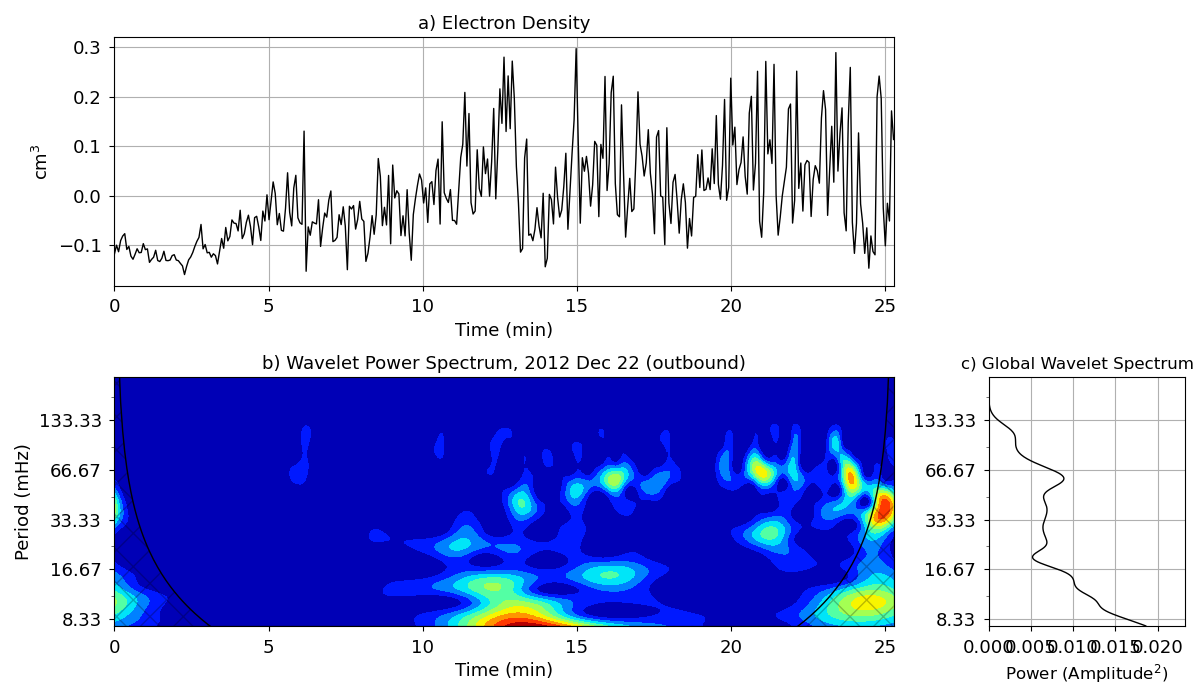 a) Electron Density
0.3
0.2
0.1
0.0
−0.1
cm³
0 5 10 15 20 25
Time (min)
b) Wavelet Power Spectrum, 2012 Dec 22 (outbound)
133.33
66.67
33.33
16.67
8.33
Period (mHz)
0 5 10 15 20 25
Time (min)
c) Global Wavelet Spectrum
133.33
66.67
33.33
16.67
8.33
0.000 0.005 0.010 0.015 0.020
Power (Amplitude²)